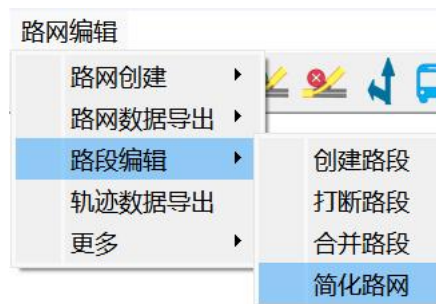 路网编辑
路网创建
路网数据导出
路段编辑
轨迹数据导出
更多
创建路段
打断路段
合并路段
简化路网